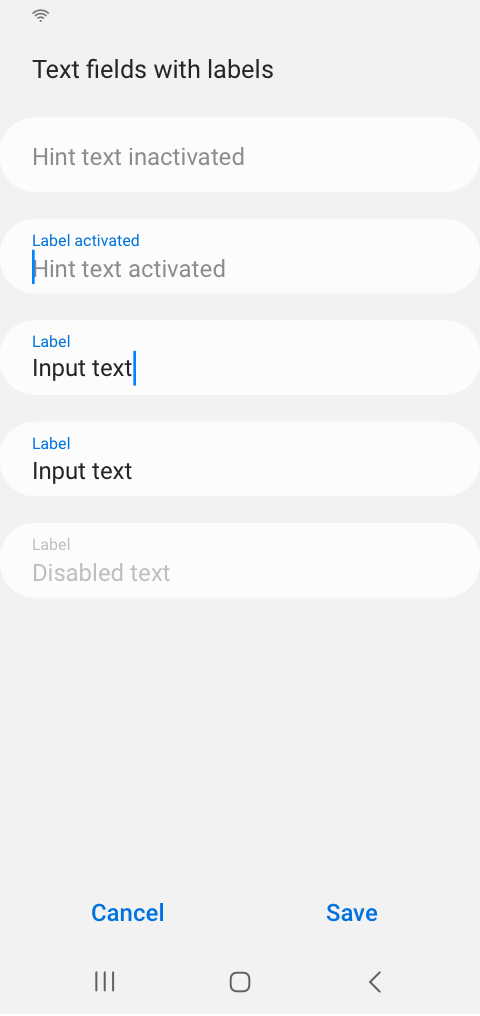 Text fields with labels
Hint text inactivated
Label activated
Hint text activated
Label
Input text
Label
Input text
Label
Disabled text
Cancel
Save